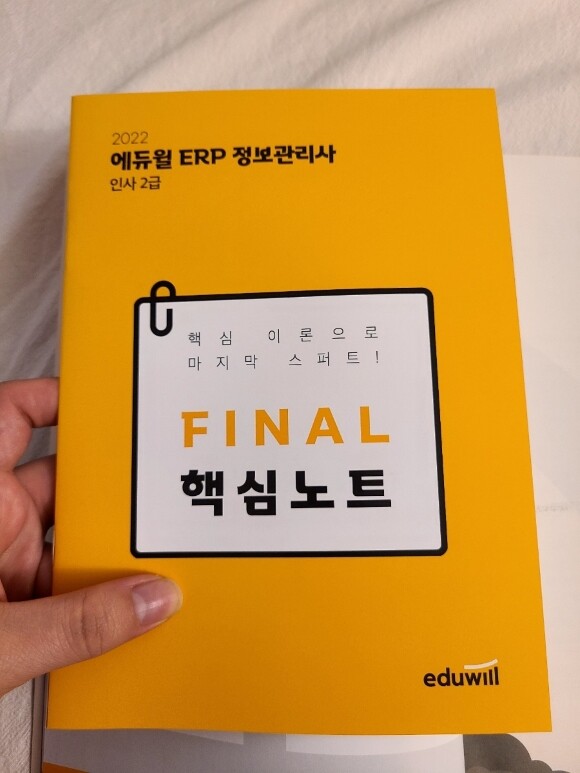 2022
에듀윌 ERP 정보관리사
인사 2급
핵심 이론으로
마지막 스퍼트!
FINAL
핵심노트
eduwill